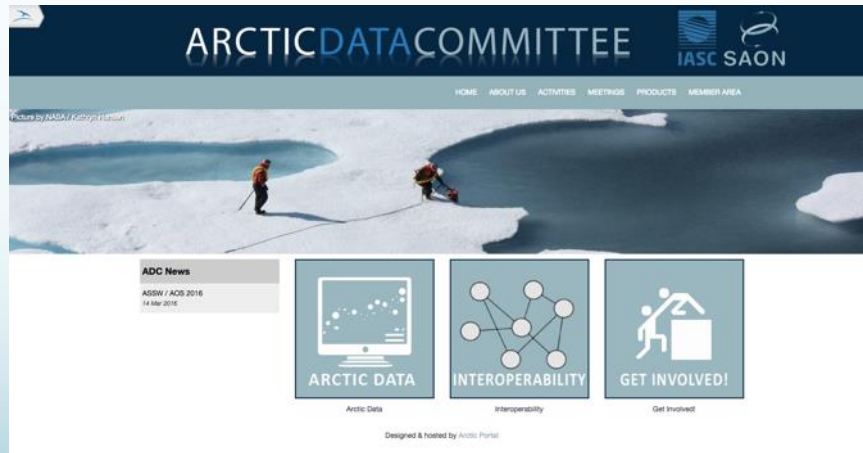 ARCTICDATACOMMITTEE
IASC SAON
HOME ABOUT US ACTIVITIES MEETINGS PRODUCTS MEMBER AREA
Picture by NASA / Kathryn Hansen
ADC News
ASSW / AOS 2016
14 Mar 2016
ARCTIC DATA
INTEROPERABILITY
GET INVOLVED!
Arctic Data
Interoperability
Get Involved!
Designed & hosted by Arctic Portal